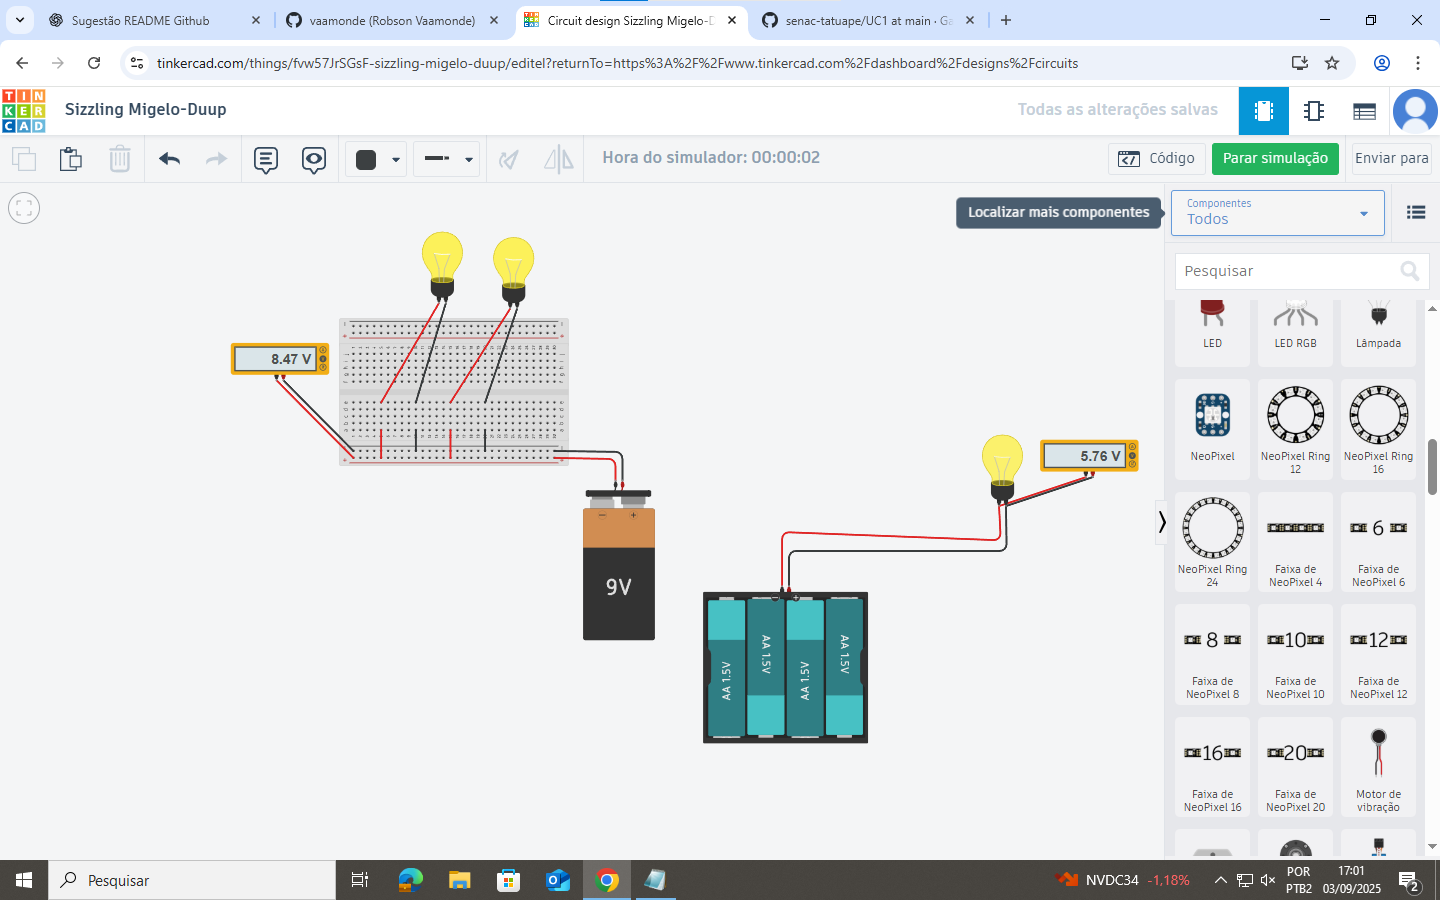 Sugestão README Github
vaamonde (Robson Vaamonde)
Circuit design Sizzling Migelo-D
senac-tatuape/UC1 at main · Ga
tinkercad.com/things/fvw57JrSGsF-sizzling-migelo-duup/editel?returnTo=https%3A%2F%2Fwww.tinkercad.com%2Fdashboard%2Fdesigns%2Fcircuits
TIN
KER
CAD
Sizzling Migelo-Duup
Todas as alterações salvas
Hora do simulador: 00:00:02
Código
Parar simulação
Enviar para
Localizar mais componentes
Componentes
Todos
Pesquisar
LED
LED RGB
Lâmpada
NeoPixel
NeoPixel Ring
12
NeoPixel Ring
16
NeoPixel Ring
24
Faixa de
NeoPixel 4
6
Faixa de
NeoPixel 6
8
Faixa de
NeoPixel 8
10
Faixa de
NeoPixel 10
12
Faixa de
NeoPixel 12
16
Faixa de
NeoPixel 16
20
Faixa de
NeoPixel 20
Motor de
vibração
8.47 V
9V
5.76 V
AA 1.5V
AA 1.5V
AA 1.5V
AA 1.5V
Pesquisar
NVDC34 -1,18%
POR
PTB2
17:01
03/09/2025
2